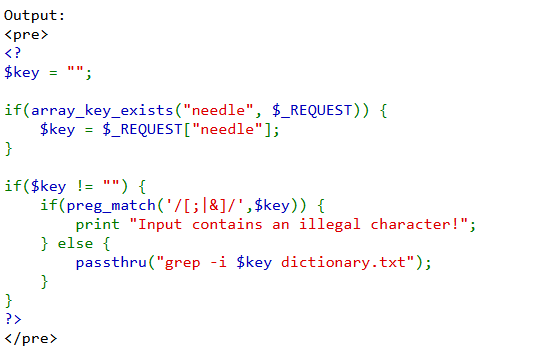 Output:
<pre>
<?
$key = "";

if(array_key_exists("needle", $_REQUEST)) {
    $key = $_REQUEST["needle"];
}

if($key != "") {
    if(preg_match('/[;|&]/',$key)) {
        print "Input contains an illegal character!";
    } else {
        passthru("grep -i $key dictionary.txt");
    }
}
?>
</pre>